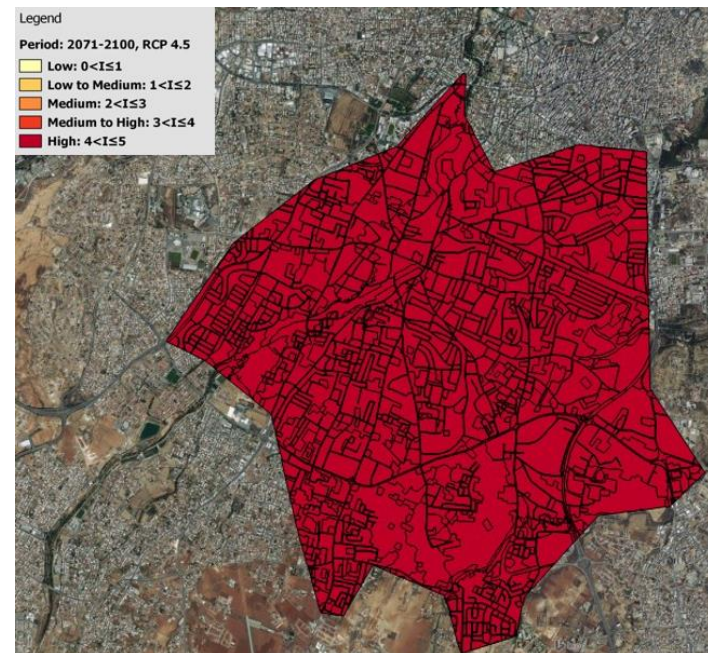 Legend
Period: 2071-2100, RCP 4.5
Low: 0<I≤1
Low to Medium: 1<I≤2
Medium: 2<I≤3
Medium to High: 3<I≤4
High: 4<I≤5